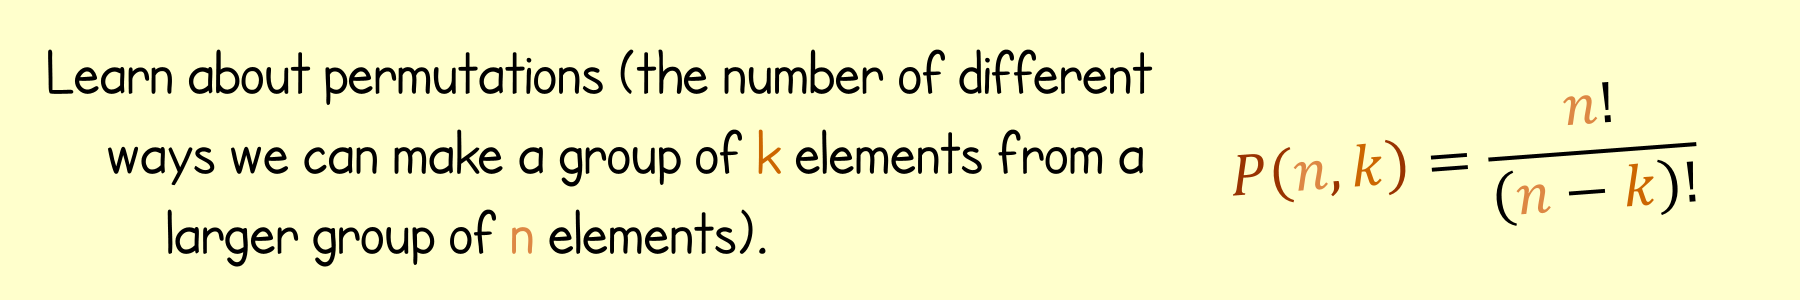 Learn about permutations (the number of different
ways we can make a group of k elements from a
larger group of n elements).
P(n, k) = n! / (n − k)!